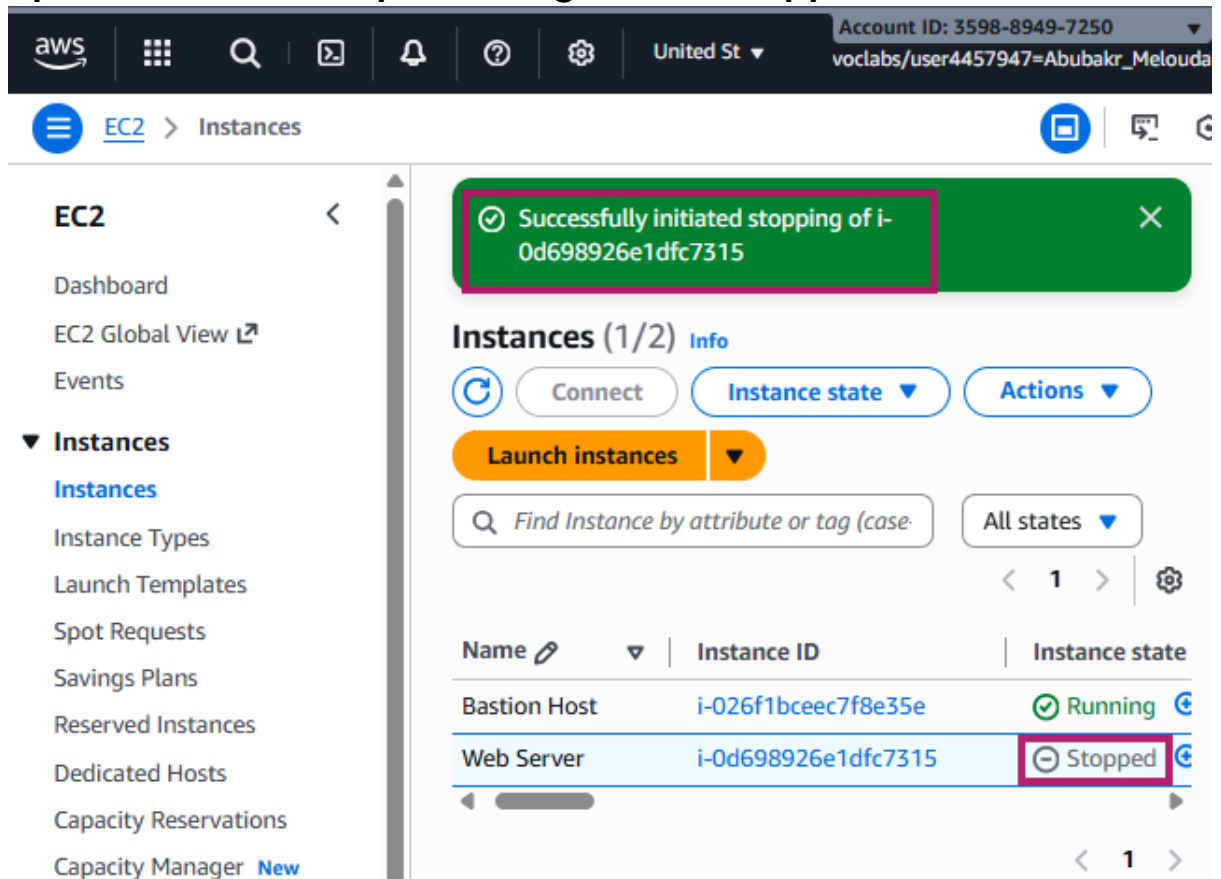 aws
United St
Account ID: 3598-8949-7250
voclabs/user4457947=Abubakr_Melouda
EC2 > Instances
EC2
Dashboard
EC2 Global View
Events
Instances
Instances
Instance Types
Launch Templates
Spot Requests
Savings Plans
Reserved Instances
Dedicated Hosts
Capacity Reservations
Capacity Manager New
Successfully initiated stopping of i-
0d698926e1dfc7315
Instances (1/2) Info
Connect Instance state Actions
Launch instances
Find Instance by attribute or tag (case- All states
< 1 >
Name Instance ID Instance state
Bastion Host i-026f1bceec7f8e35e Running
Web Server i-0d698926e1dfc7315 Stopped
< 1 >